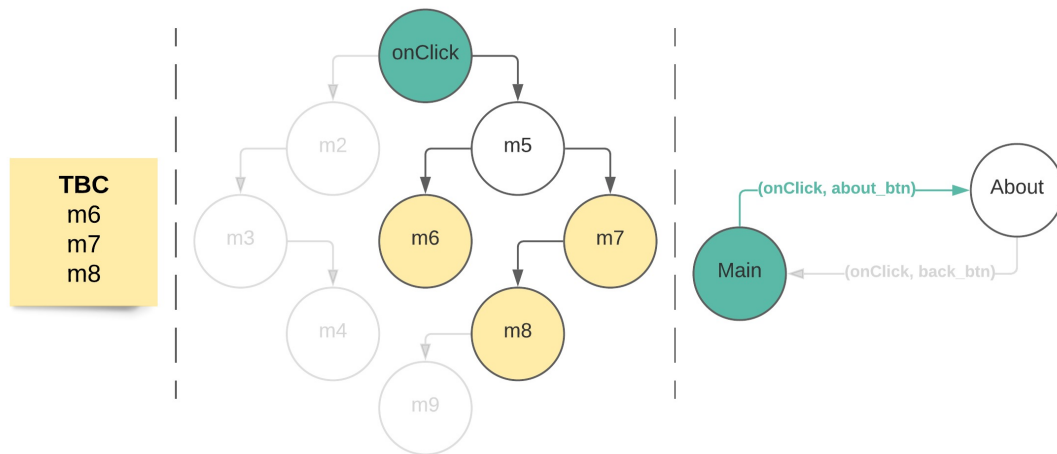 TBC
m6
m7
m8
onClick
m2
m5
m3
m6
m7
m4
m8
m9
(onClick, about_btn)
About
Main
(onClick, back_btn)